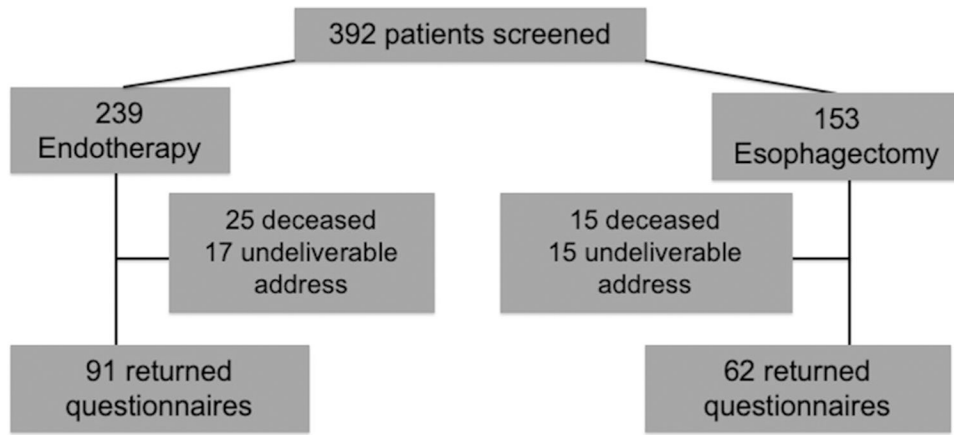 392 patients screened
239
Endotherapy
153
Esophagectomy
25 deceased
17 undeliverable
address
15 deceased
15 undeliverable
address
91 returned
questionnaires
62 returned
questionnaires